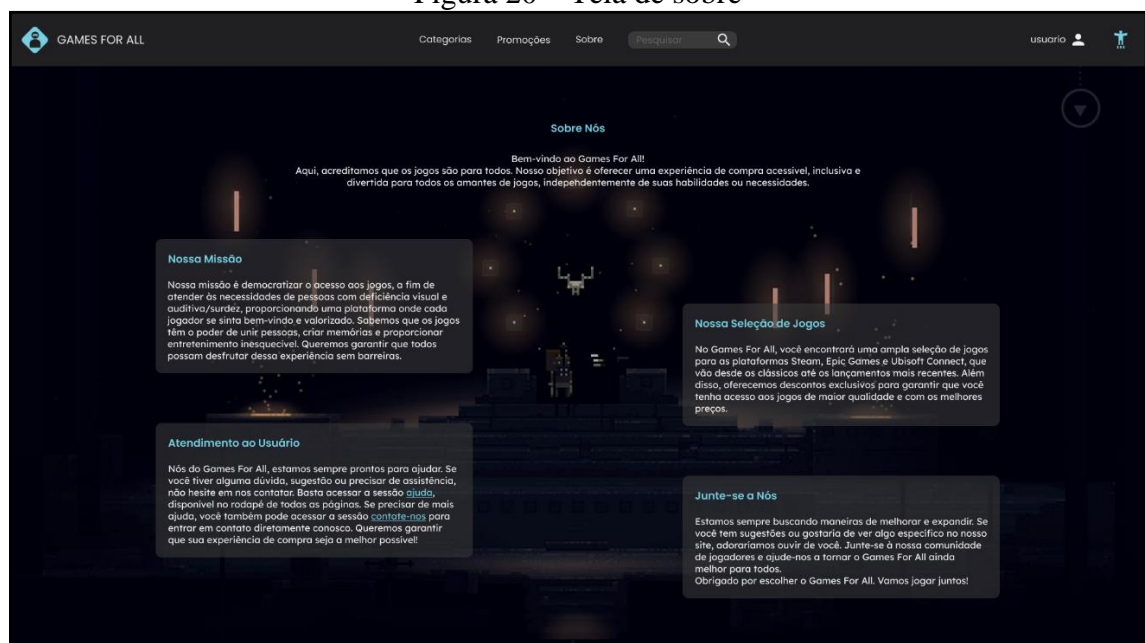 Figura 20 – Tela de sobre
GAMES FOR ALL
Categorias
Promoções
Sobre
Pesquisar
usuario
Sobre Nós
Bem-vindo ao Games For All!
Aqui, acreditamos que os jogos são para todos. Nosso objetivo é oferecer uma experiência de compra acessível, inclusiva e
divertida para todos os amantes de jogos, independentemente de suas habilidades ou necessidades.
Nossa Missão
Nossa missão é democratizar o acesso aos jogos, a fim de
atender às necessidades de pessoas com deficiência visual e
auditiva/surdez, proporcionando uma plataforma onde cada
jogador se sinta bem-vindo e valorizado. Sabemos que os jogos
têm o poder de unir pessoas, criar memórias e proporcionar
entretenimento inesquecível. Queremos garantir que todos
possam desfrutar dessa experiência sem barreiras.
Nossa Seleção de Jogos
No Games For All, você encontrará uma ampla seleção de jogos
para as plataformas Steam, Epic Games e Ubisoft Connect, que
vão desde os clássicos até os lançamentos mais recentes. Além
disso, oferecemos descontos exclusivos para garantir que você
tenha acesso aos jogos de maior qualidade e com os melhores
preços.
Atendimento ao Usuário
Nós do Games For All, estamos sempre prontos para ajudar. Se
você tiver alguma dúvida, sugestão ou precisar de assistência,
não hesite em nos contatar. Basta acessar a sessão ajuda,
disponível no rodapé de todas as páginas. Se precisar de mais
ajuda, você também pode acessar a sessão contate-nos para
entrar em contato diretamente conosco. Queremos garantir
que sua experiência de compra seja a melhor possível!
Junte-se a Nós
Estamos sempre buscando maneiras de melhorar e expandir. Se
você tem sugestões ou gostaria de ver algo específico no nosso
site, adoraríamos ouvir de você. Junte-se à nossa comunidade
de jogadores e ajude-nos a tornar o Games For All ainda
melhor para todos.
Obrigado por escolher o Games For All. Vamos jogar juntos!